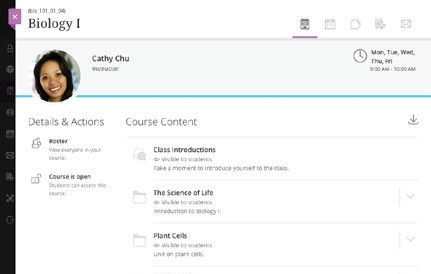 (bio_101_01_04)
Biology I
Cathy Chu
Instructor
Mon, Tue, Wed,
Thu, Fri
9:00 AM - 10:00 AM
Details & Actions
Roster
View everyone in your
course.
Course is open
Students can access this
course.
Course Content
Class Introductions
Visible to students
Take a moment to introduce yourself to the class.
The Science of Life
Visible to students
Introduction to Biology I.
Plant Cells
Visible to students
Unit on plant cells.